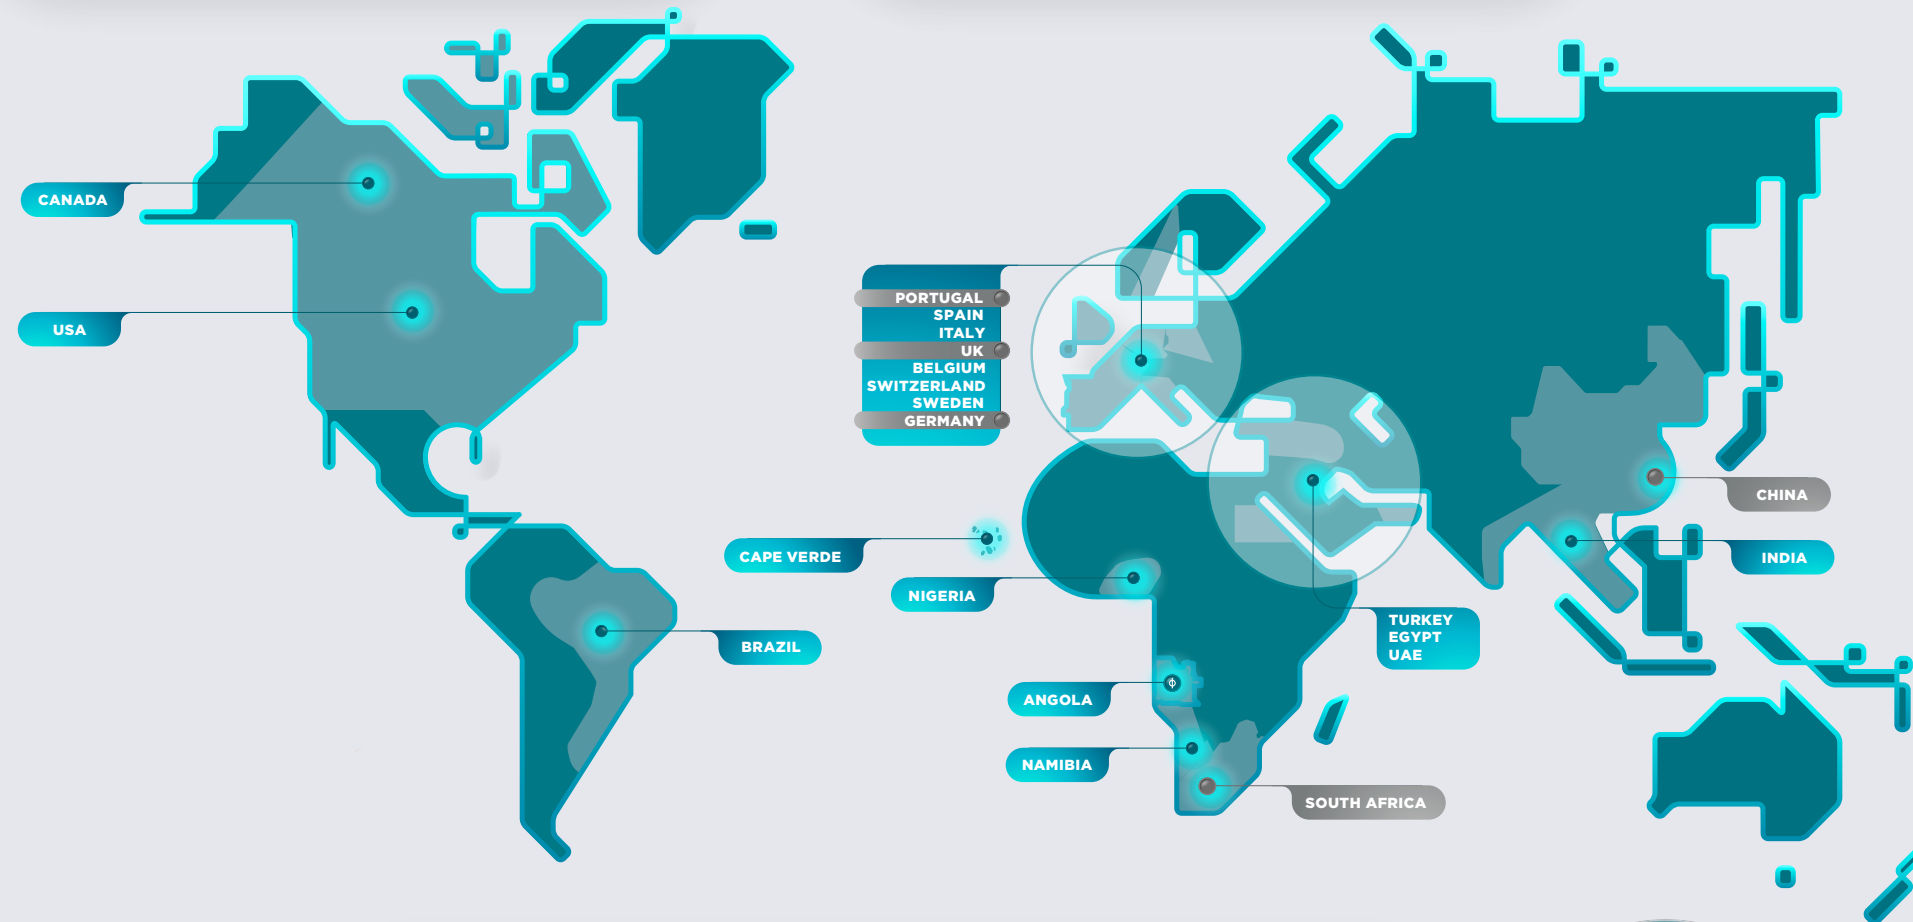 CANADA
USA
PORTUGAL
SPAIN
ITALY
UK
BELGIUM
SWITZERLAND
SWEDEN
GERMANY
CHINA
CAPE VERDE
INDIA
NIGERIA
TURKEY
EGYPT
UAE
BRAZIL
ANGOLA
NAMIBIA
SOUTH AFRICA